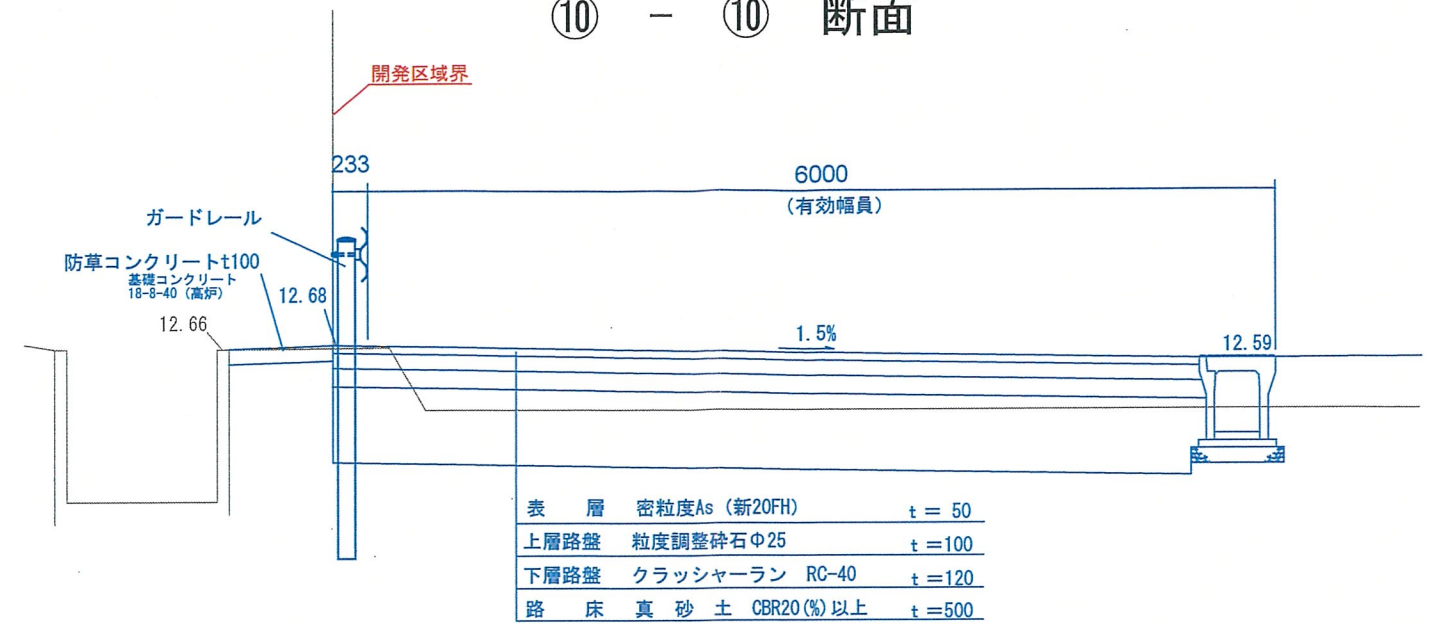 ⑩ － ⑩ 断面
開発区域界
233
6000
(有効幅員)
ガードレール
防草コンクリートt100
基礎コンクリート
18-8-40 (高炉)
12.68
12.66
1.5%
12.59
表 層 密粒度As (新20FH) t = 50
上層路盤 粒度調整砕石Φ25 t =100
下層路盤 クラッシャーラン RC-40 t =120
路 床 真 砂 土 CBR20(%)以上 t =500